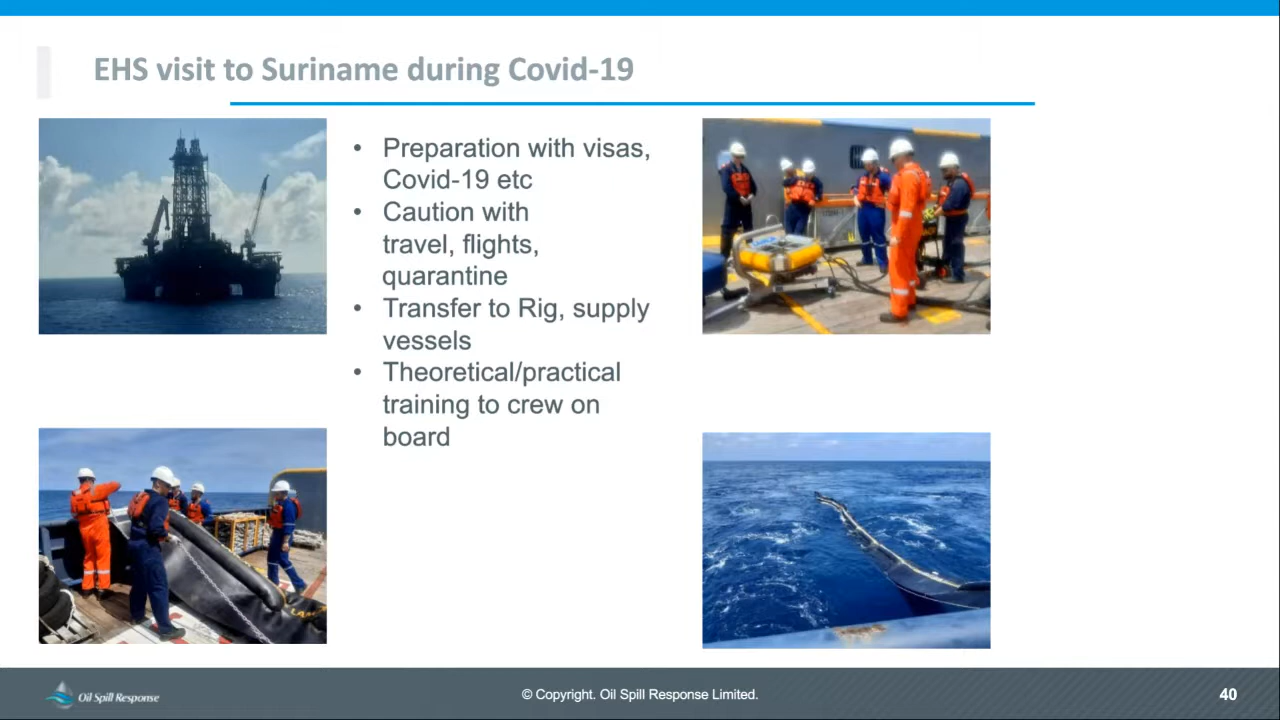 EHS visit to Suriname during Covid-19
• Preparation with visas,
Covid-19 etc
• Caution with
travel, flights,
quarantine
• Transfer to Rig, supply
vessels
• Theoretical/practical
training to crew on
board
Oil Spill Response
© Copyright. Oil Spill Response Limited.
40